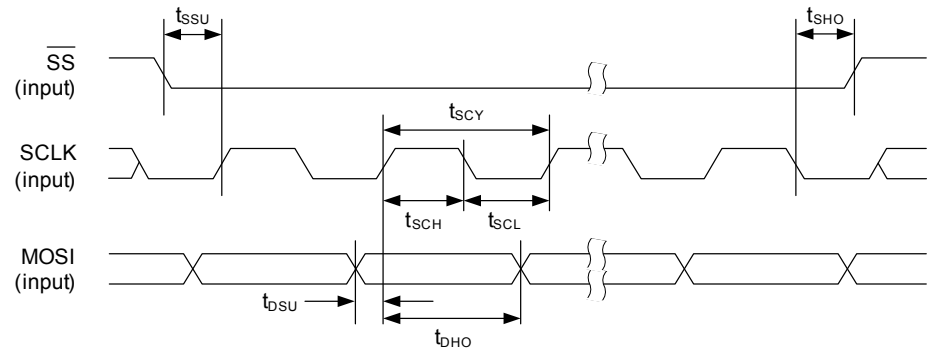 tSSU
tSHO
SS
(input)
tSCY
SCLK
(input)
tSCH
tSCL
MOSI
(input)
tDSU
tDHO